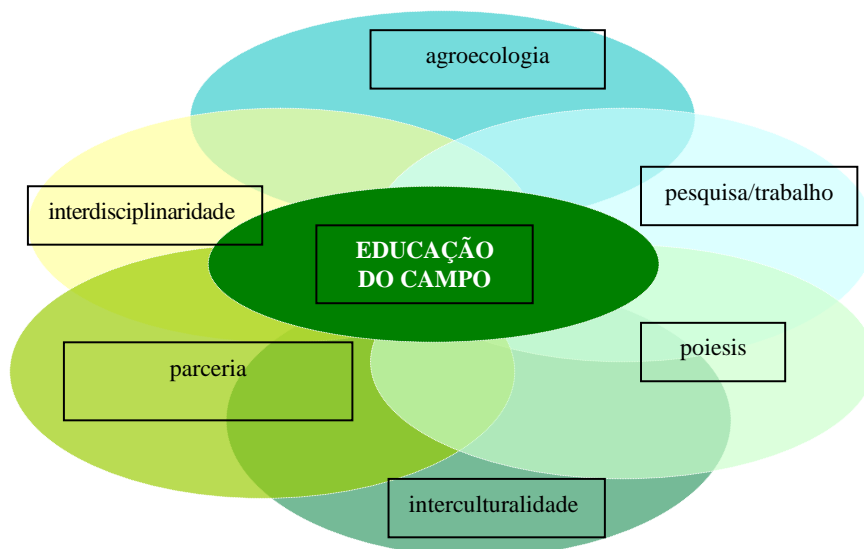 agroecologia
pesquisa/trabalho
interdisciplinaridade
EDUCAÇÃO
DO CAMPO
poiesis
parceria
interculturalidade